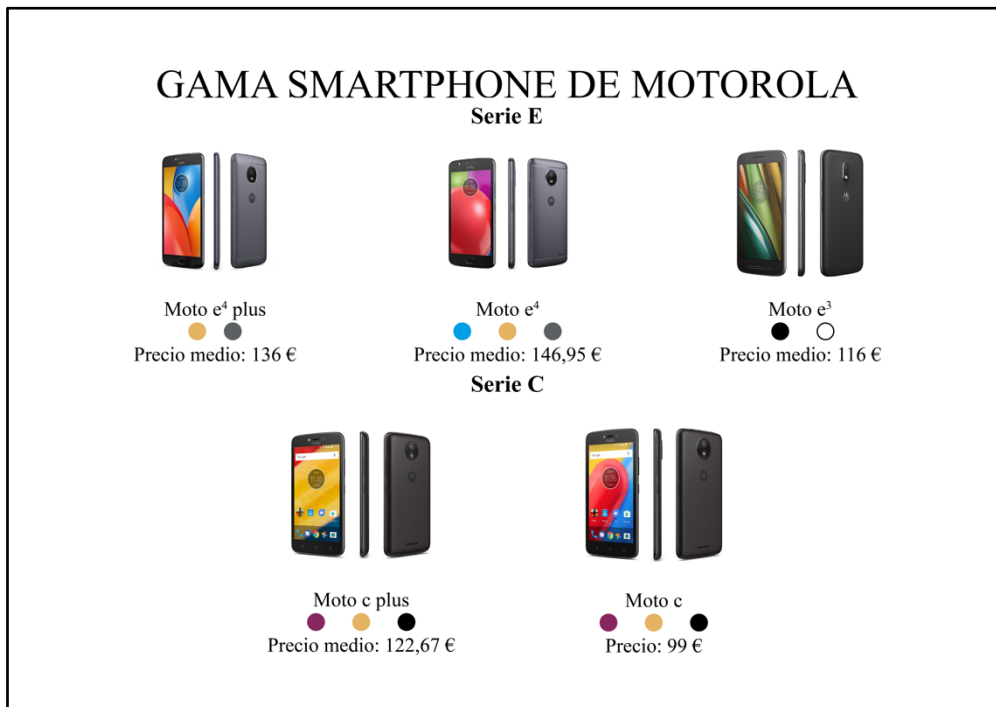 GAMA SMARTPHONE DE MOTOROLA
Serie E
Moto e⁴ plus
Moto e⁴
Moto e³
Precio medio: 136 €
Precio medio: 146,95 €
Precio medio: 116 €
Serie C
Moto c plus
Moto c
Precio medio: 122,67 €
Precio: 99 €